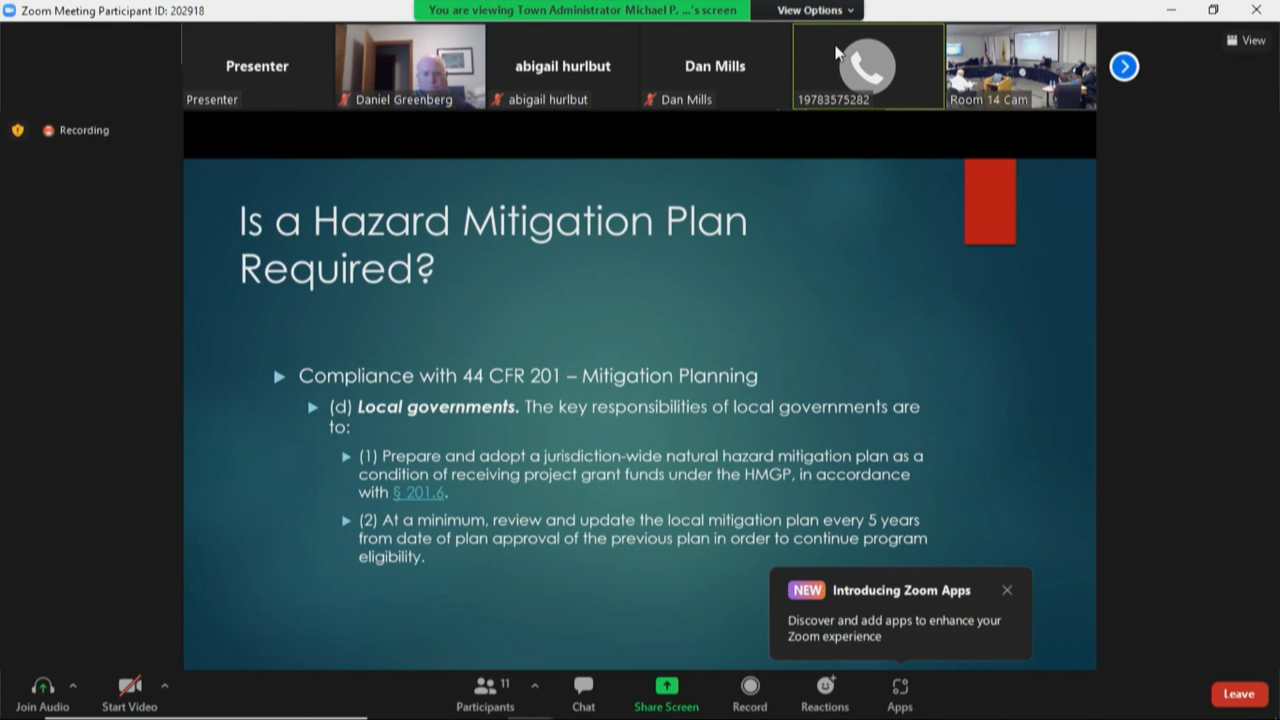 Zoom Meeting Participant ID: 202918
You are viewing Town Administrator Michael P. ...'s screen
View Options
Presenter
abigail hurlbut
Dan Mills
View
Presenter
Daniel Greenberg
abigail hurlbut
Dan Mills
19783575282
Room 14 Cam
Recording
Is a Hazard Mitigation Plan
Required?
Compliance with 44 CFR 201 – Mitigation Planning
(d) Local governments. The key responsibilities of local governments are
to:
(1) Prepare and adopt a jurisdiction-wide natural hazard mitigation plan as a
condition of receiving project grant funds under the HMGP, in accordance
with § 201.6.
(2) At a minimum, review and update the local mitigation plan every 5 years
from date of plan approval of the previous plan in order to continue program
eligibility.
NEW Introducing Zoom Apps
Discover and add apps to enhance your
Zoom experience
11
Join Audio
Start Video
Participants
Chat
Share Screen
Record
Reactions
Apps
Leave